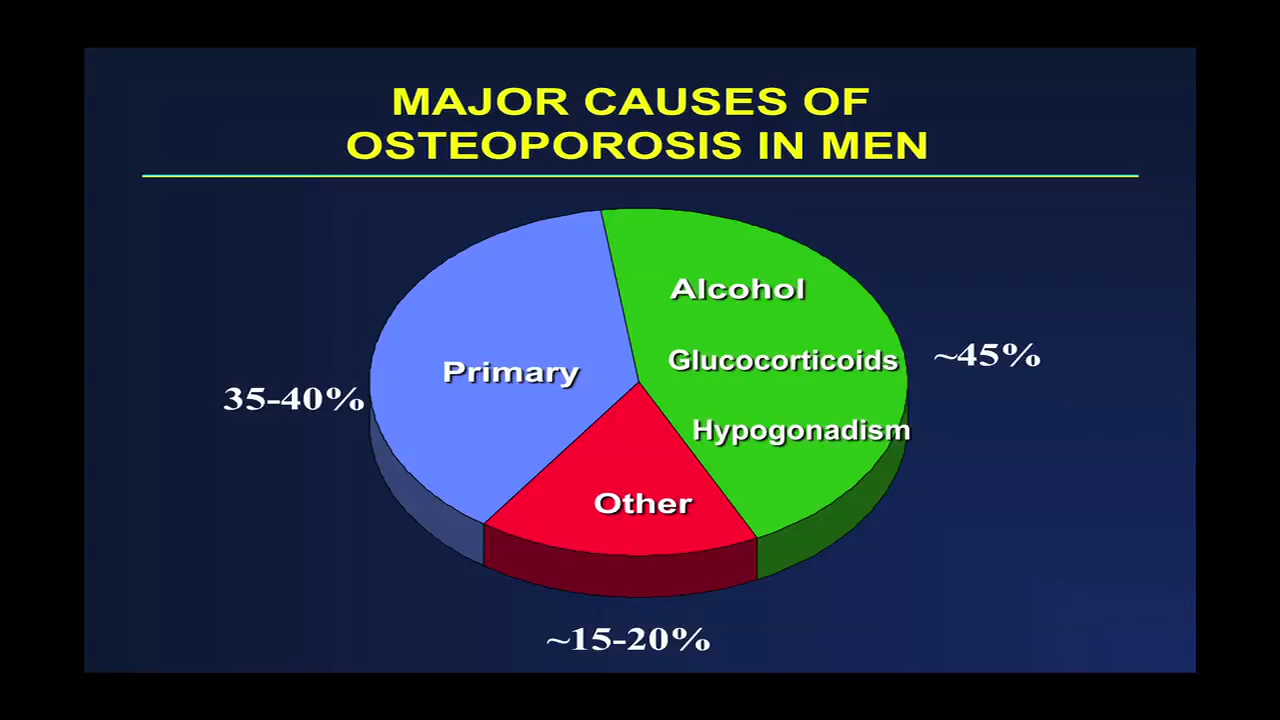 MAJOR CAUSES OF
OSTEOPOROSIS IN MEN
Alcohol
Glucocorticoids
~45%
Primary
35-40%
Hypogonadism
Other
~15-20%